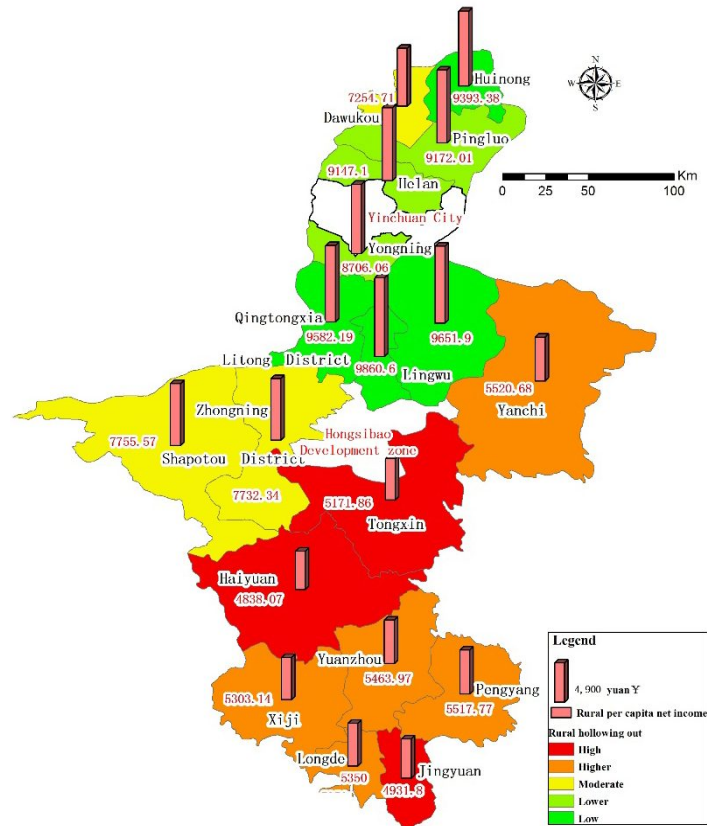 N
W E
S
Huinong
9393.38
7254.71
Dawukou
Pingluo
9172.01
9147.1
Helan
Km
0 25 50 100
Yinchuan City
Yongning
8706.06
Qingtongxia
9582.19
9651.9
Litong District
9860.6
Lingwu
5520.68
Yanchi
Zhongning
7755.57
Shapotou District
Hongsibao
Development zone
7732.34
5171.86
Tongxin
Haiyuan
4838.07
Yuanzhou
5463.97
Pengyang
5517.77
5303.14
Xiji
Longde
5350
Jingyuan
4931.8
Legend
4,900 yuan Y
Rural per capita net income
Rural hollowing out
High
Higher
Moderate
Lower
Low